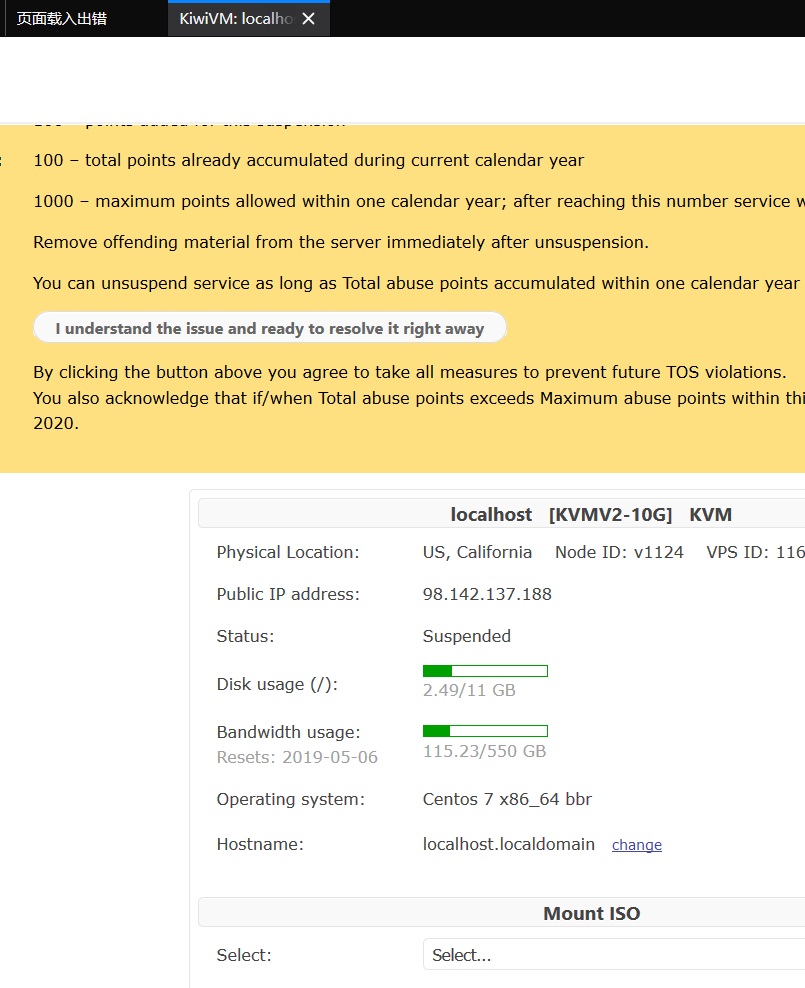 页面载入出错
KiwiVM: localho
points added for this suspension
100 – total points already accumulated during current calendar year
1000 – maximum points allowed within one calendar year; after reaching this number service w
Remove offending material from the server immediately after unsuspension.
You can unsuspend service as long as Total abuse points accumulated within one calendar year
I understand the issue and ready to resolve it right away
By clicking the button above you agree to take all measures to prevent future TOS violations.
You also acknowledge that if/when Total abuse points exceeds Maximum abuse points within thi
2020.
localhost [KVMV2-10G] KVM
Physical Location: US, California Node ID: v1124 VPS ID: 116
Public IP address: 98.142.137.188
Status: Suspended
Disk usage (/): 2.49/11 GB
Bandwidth usage:
Resets: 2019-05-06 115.23/550 GB
Operating system: Centos 7 x86_64 bbr
Hostname: localhost.localdomain change
Mount ISO
Select: Select...